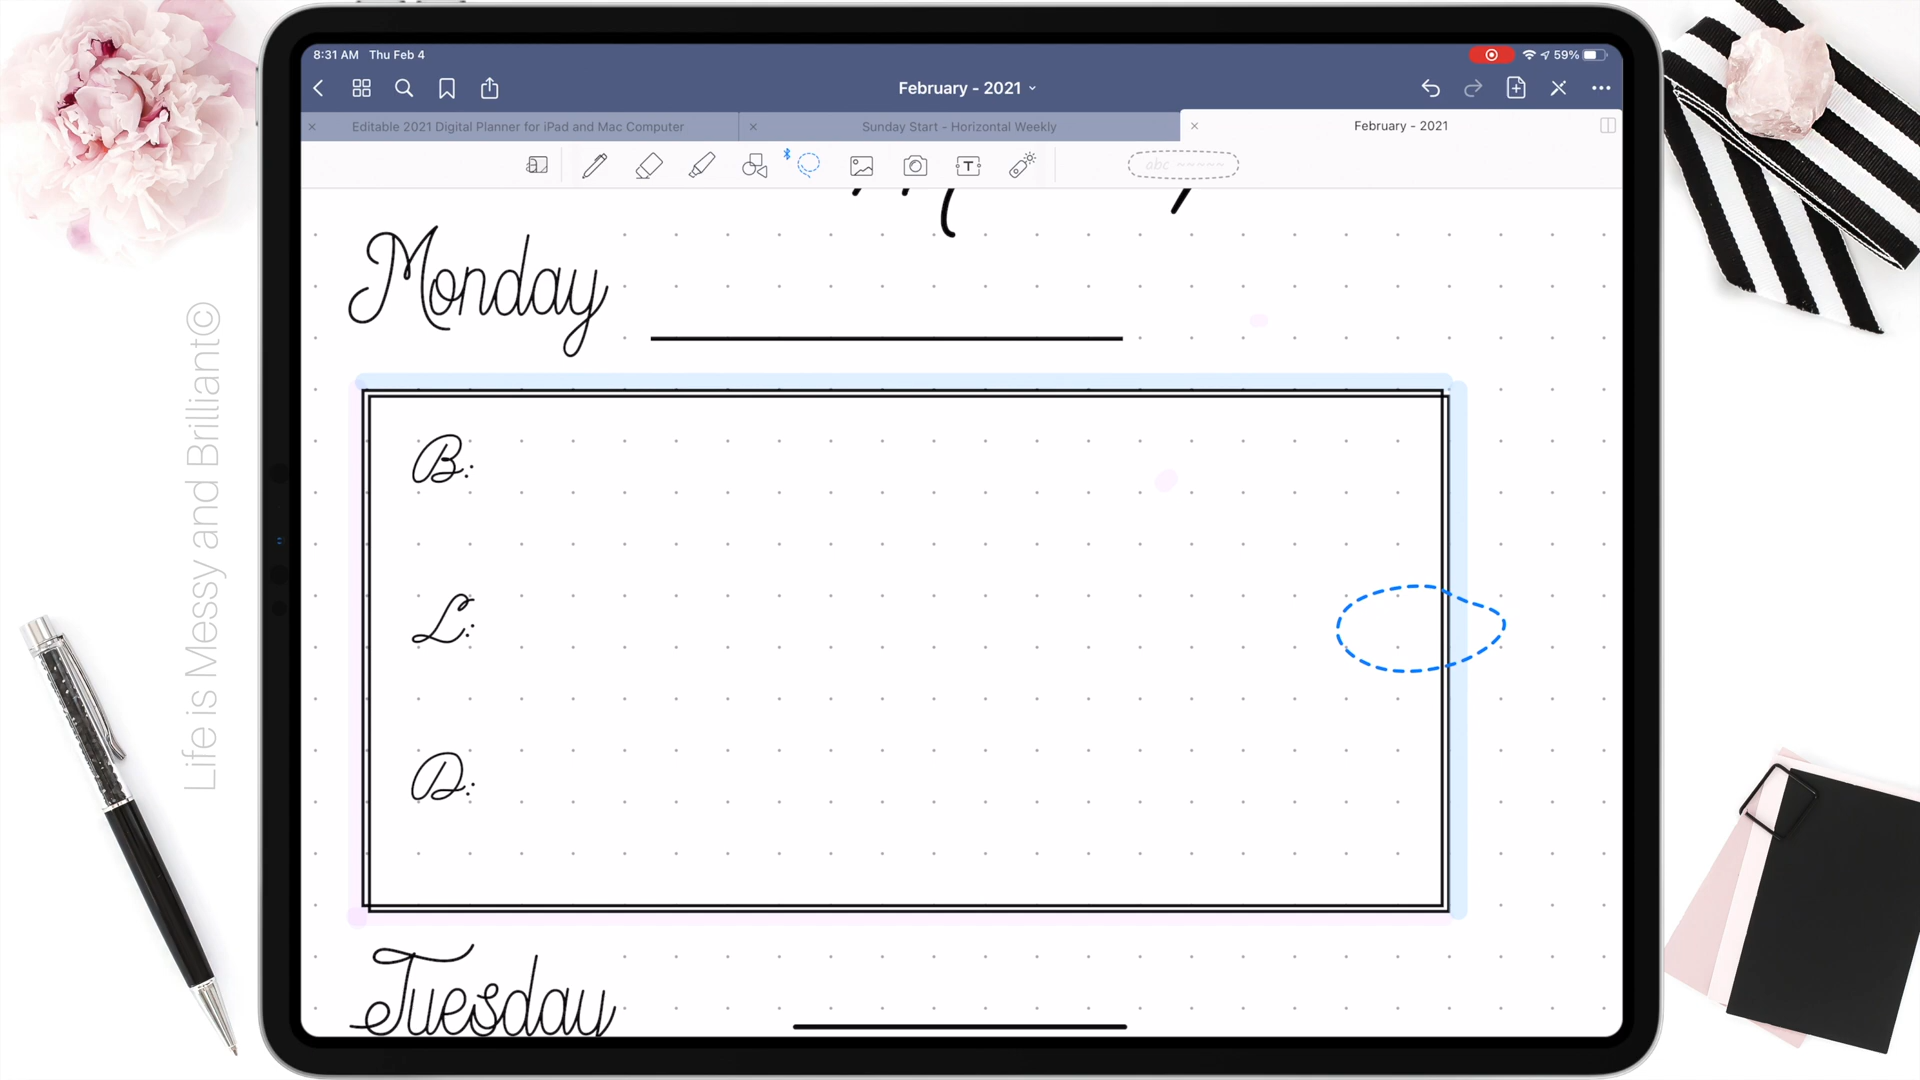 8:31 AM Thu Feb 4
59%
February - 2021
Editable 2021 Digital Planner for iPad and Mac Computer
Sunday Start - Horizontal Weekly
February - 2021
T
abc
Monday
B:
L:
D:
Tuesday
Life is Messy and Brilliant©